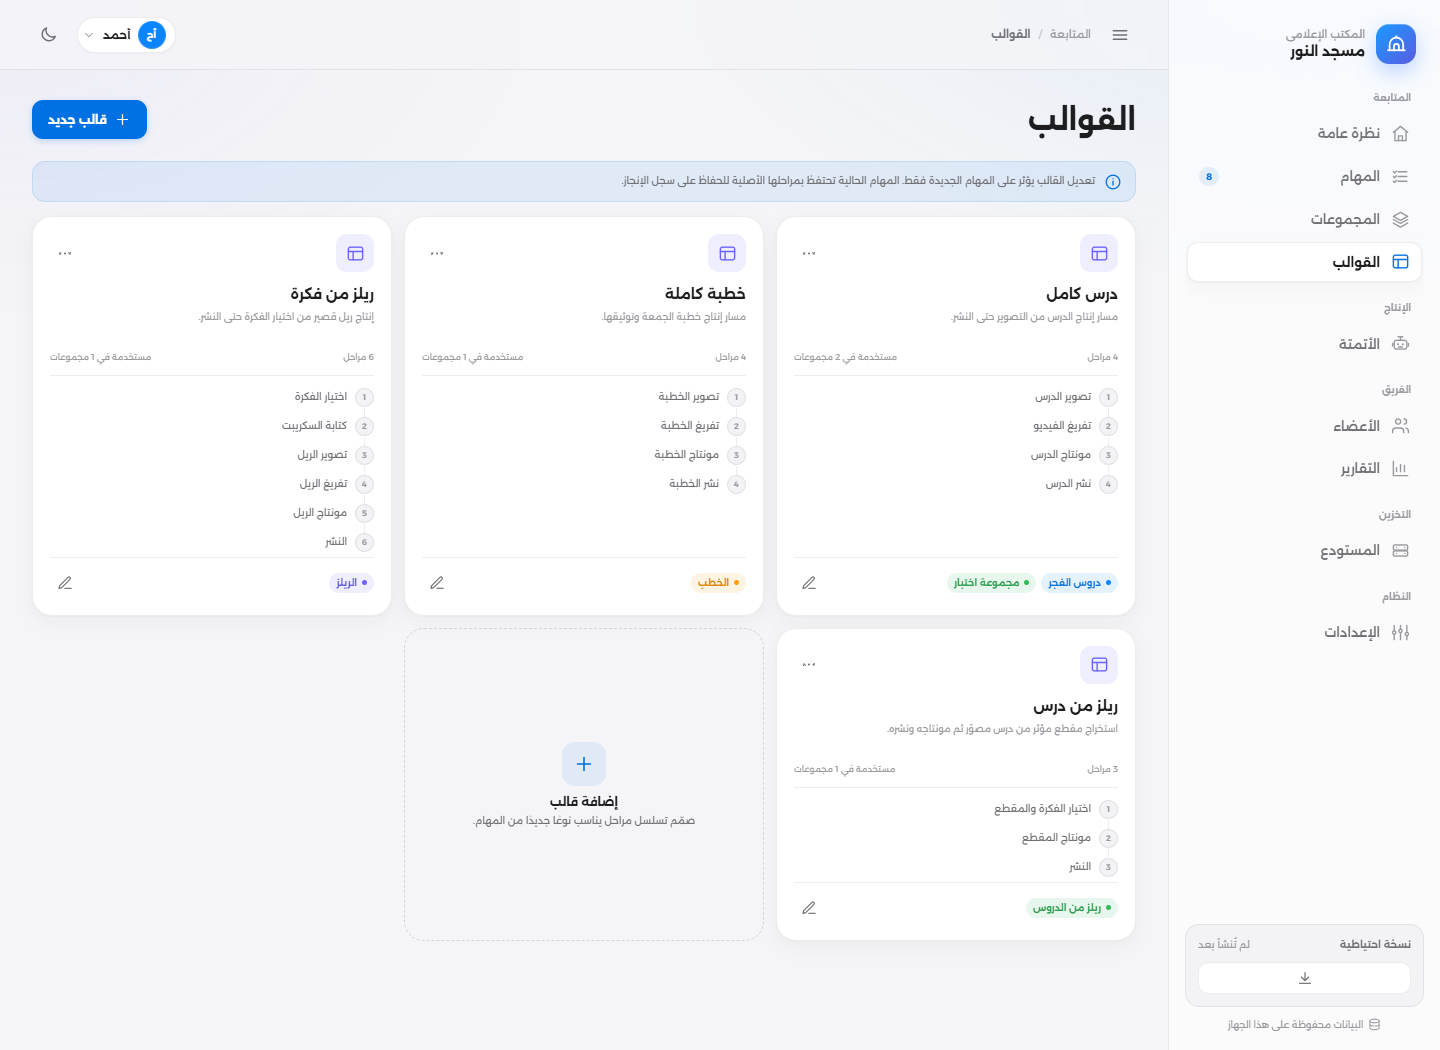 المكتب الإعلامي
مسجد النور
المتابعة
نظرة عامة
المهام
8
المجموعات
القوالب
الإنتاج
الأتمتة
الفريق
الأعضاء
التقارير
التخزين
المستودع
النظام
الإعدادات
نسخة احتياطية
لم تُنشأ بعد
البيانات محفوظة على هذا الجهاز
المتابعة / القوالب
أح
أحمد
القوالب
قالب جديد
تعديل القالب يؤثر على المهام الجديدة فقط. المهام الحالية تحتفظ بمراحلها الأصلية للحفاظ على سجل الإنجاز.
درس كامل
مسار إنتاج الدرس من التصوير حتى النشر.
4 مراحل
مستخدمة في 2 مجموعات
1 تصوير الدرس
2 تفريغ الفيديو
3 مونتاج الدرس
4 نشر الدرس
دروس الفجر
مجموعة اختبار
خطبة كاملة
مسار إنتاج خطبة الجمعة وتوثيقها.
4 مراحل
مستخدمة في 1 مجموعات
1 تصوير الخطبة
2 تفريغ الخطبة
3 مونتاج الخطبة
4 نشر الخطبة
الخطب
ريلز من فكرة
إنتاج ريل قصير من اختيار الفكرة حتى النشر.
6 مراحل
مستخدمة في 1 مجموعات
1 اختيار الفكرة
2 كتابة السكريبت
3 تصوير الريل
4 تفريغ الريل
5 مونتاج الريل
6 النشر
الريلز
ريلز من درس
استخراج مقطع مؤثر من درس مصوّر ثم مونتاجه ونشره.
3 مراحل
مستخدمة في 1 مجموعات
1 اختيار الفكرة والمقطع
2 مونتاج المقطع
3 النشر
ريلز من الدروس
إضافة قالب
صمّم تسلسل مراحل يناسب نوعًا جديدًا من المهام.